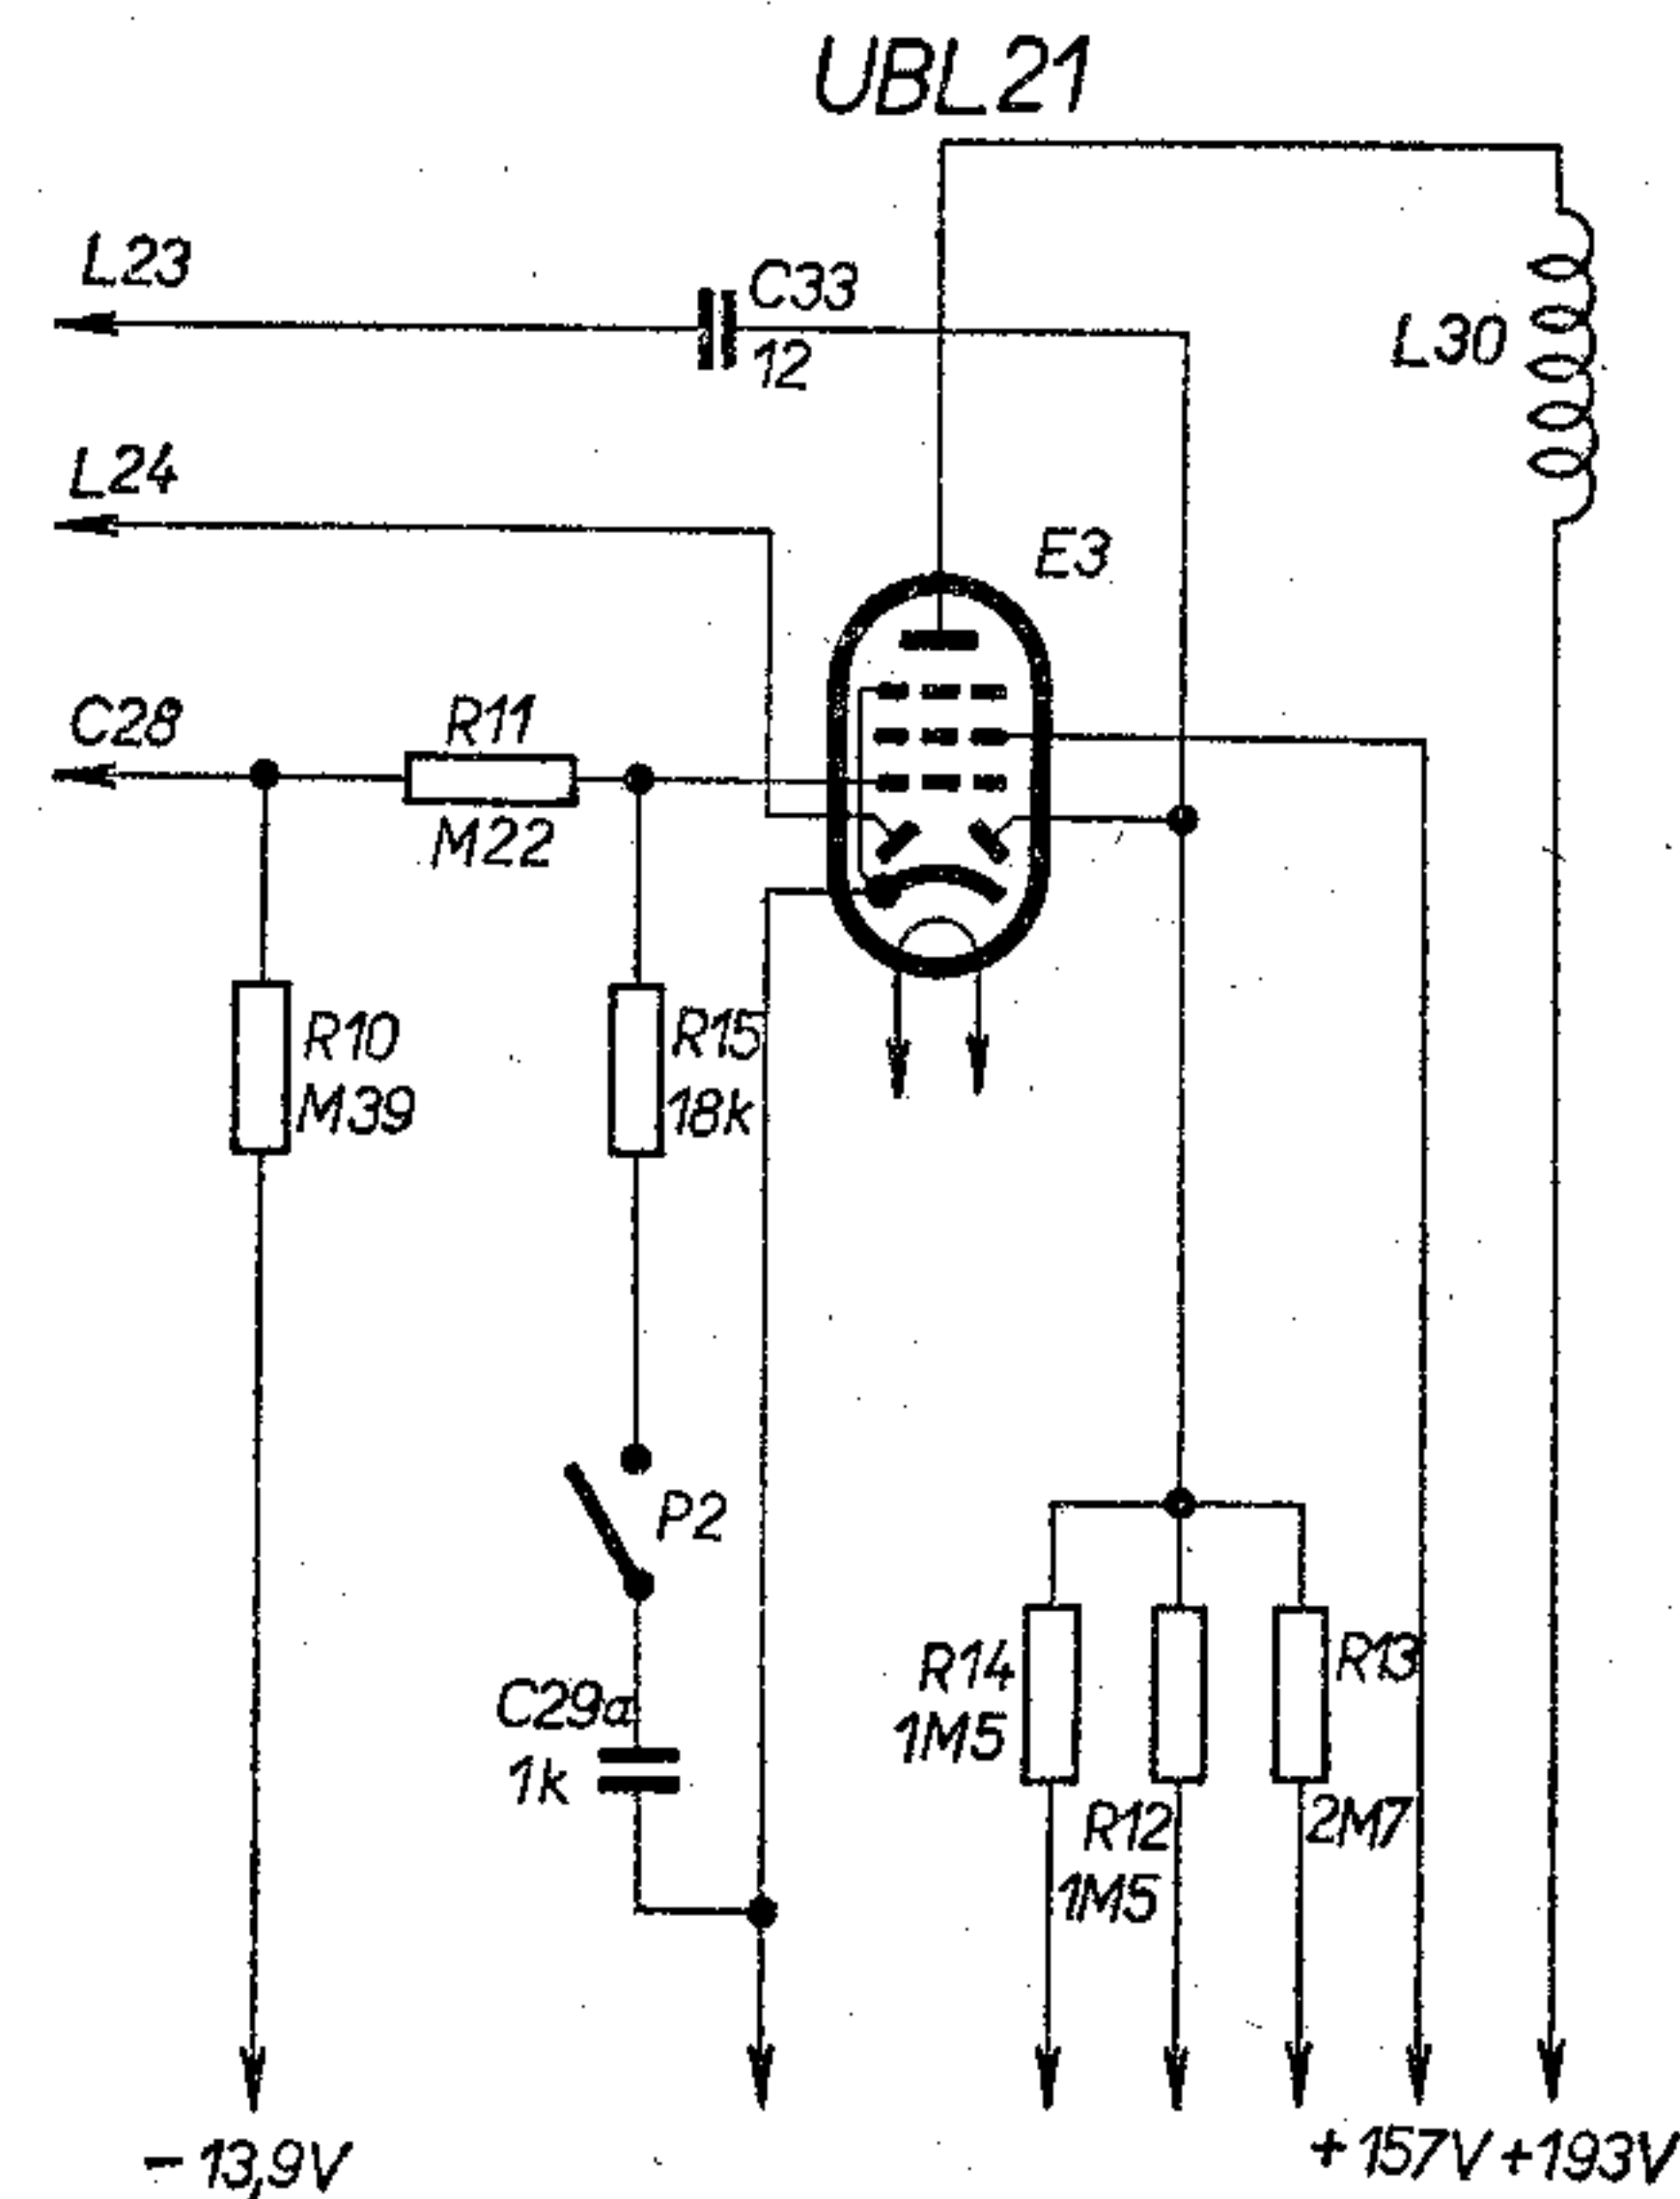 UBL21
L23
C33
12
L30
L24
E3
C28
R11
M22
R10
M39
R15
18k
P2
C29a
1k
R14
1M5
R12
1M5
R13
2M7
-13,9V
+157V +193V